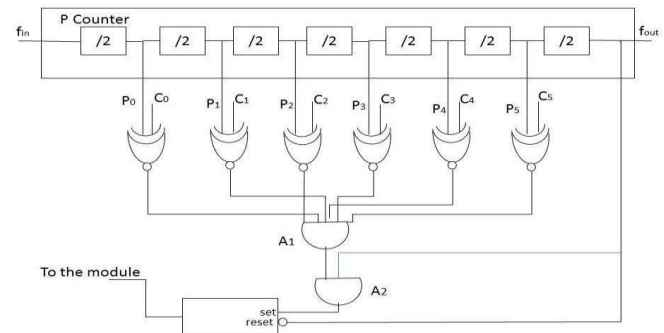 P Counter
fin
/2 /2 /2 /2 /2 /2 /2
fout
P0 C0 P1 C1 P2 C2 P3 C3 P4 C4 P5 C5
A1
To the module
A2
set
reset